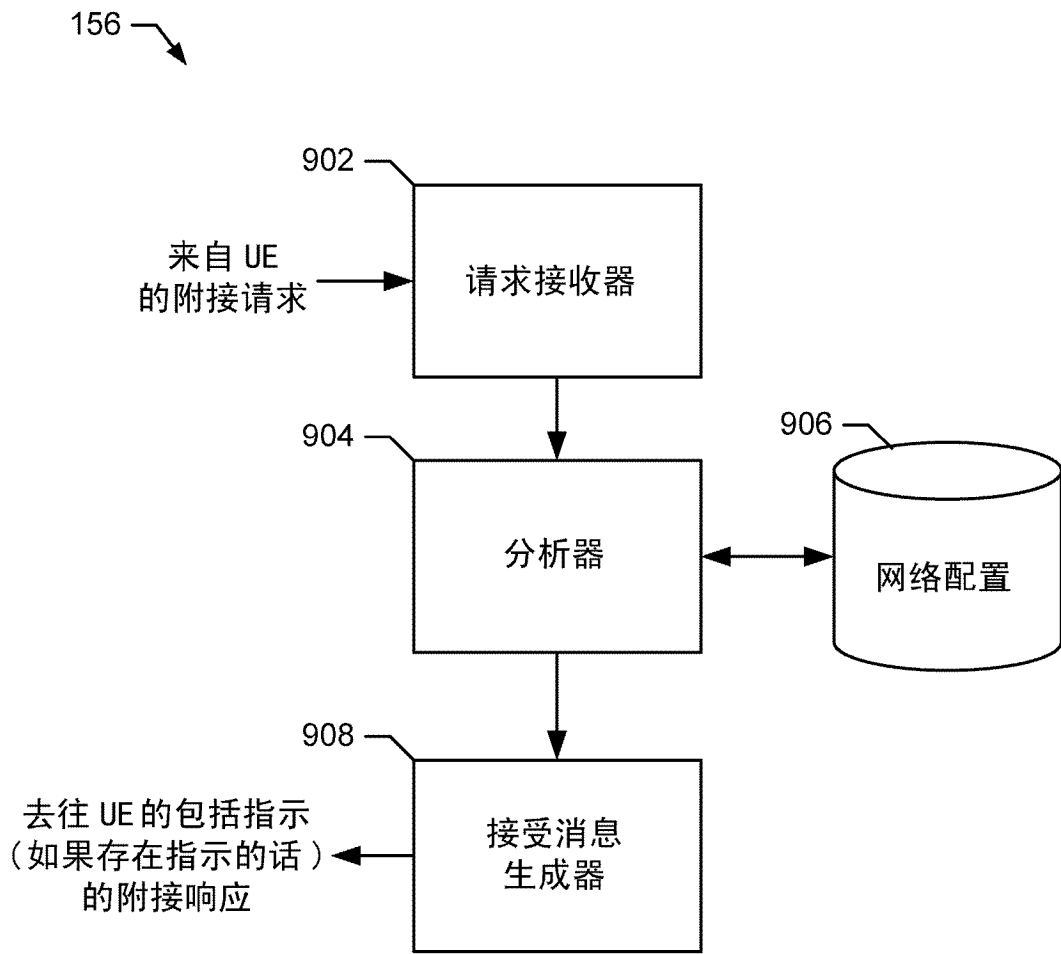 156
902
来自 UE
的附接请求
请求接收器
904
906
分析器
网络配置
908
去往 UE 的包括指示
(如果存在指示的话)
的附接响应
接受消息
生成器